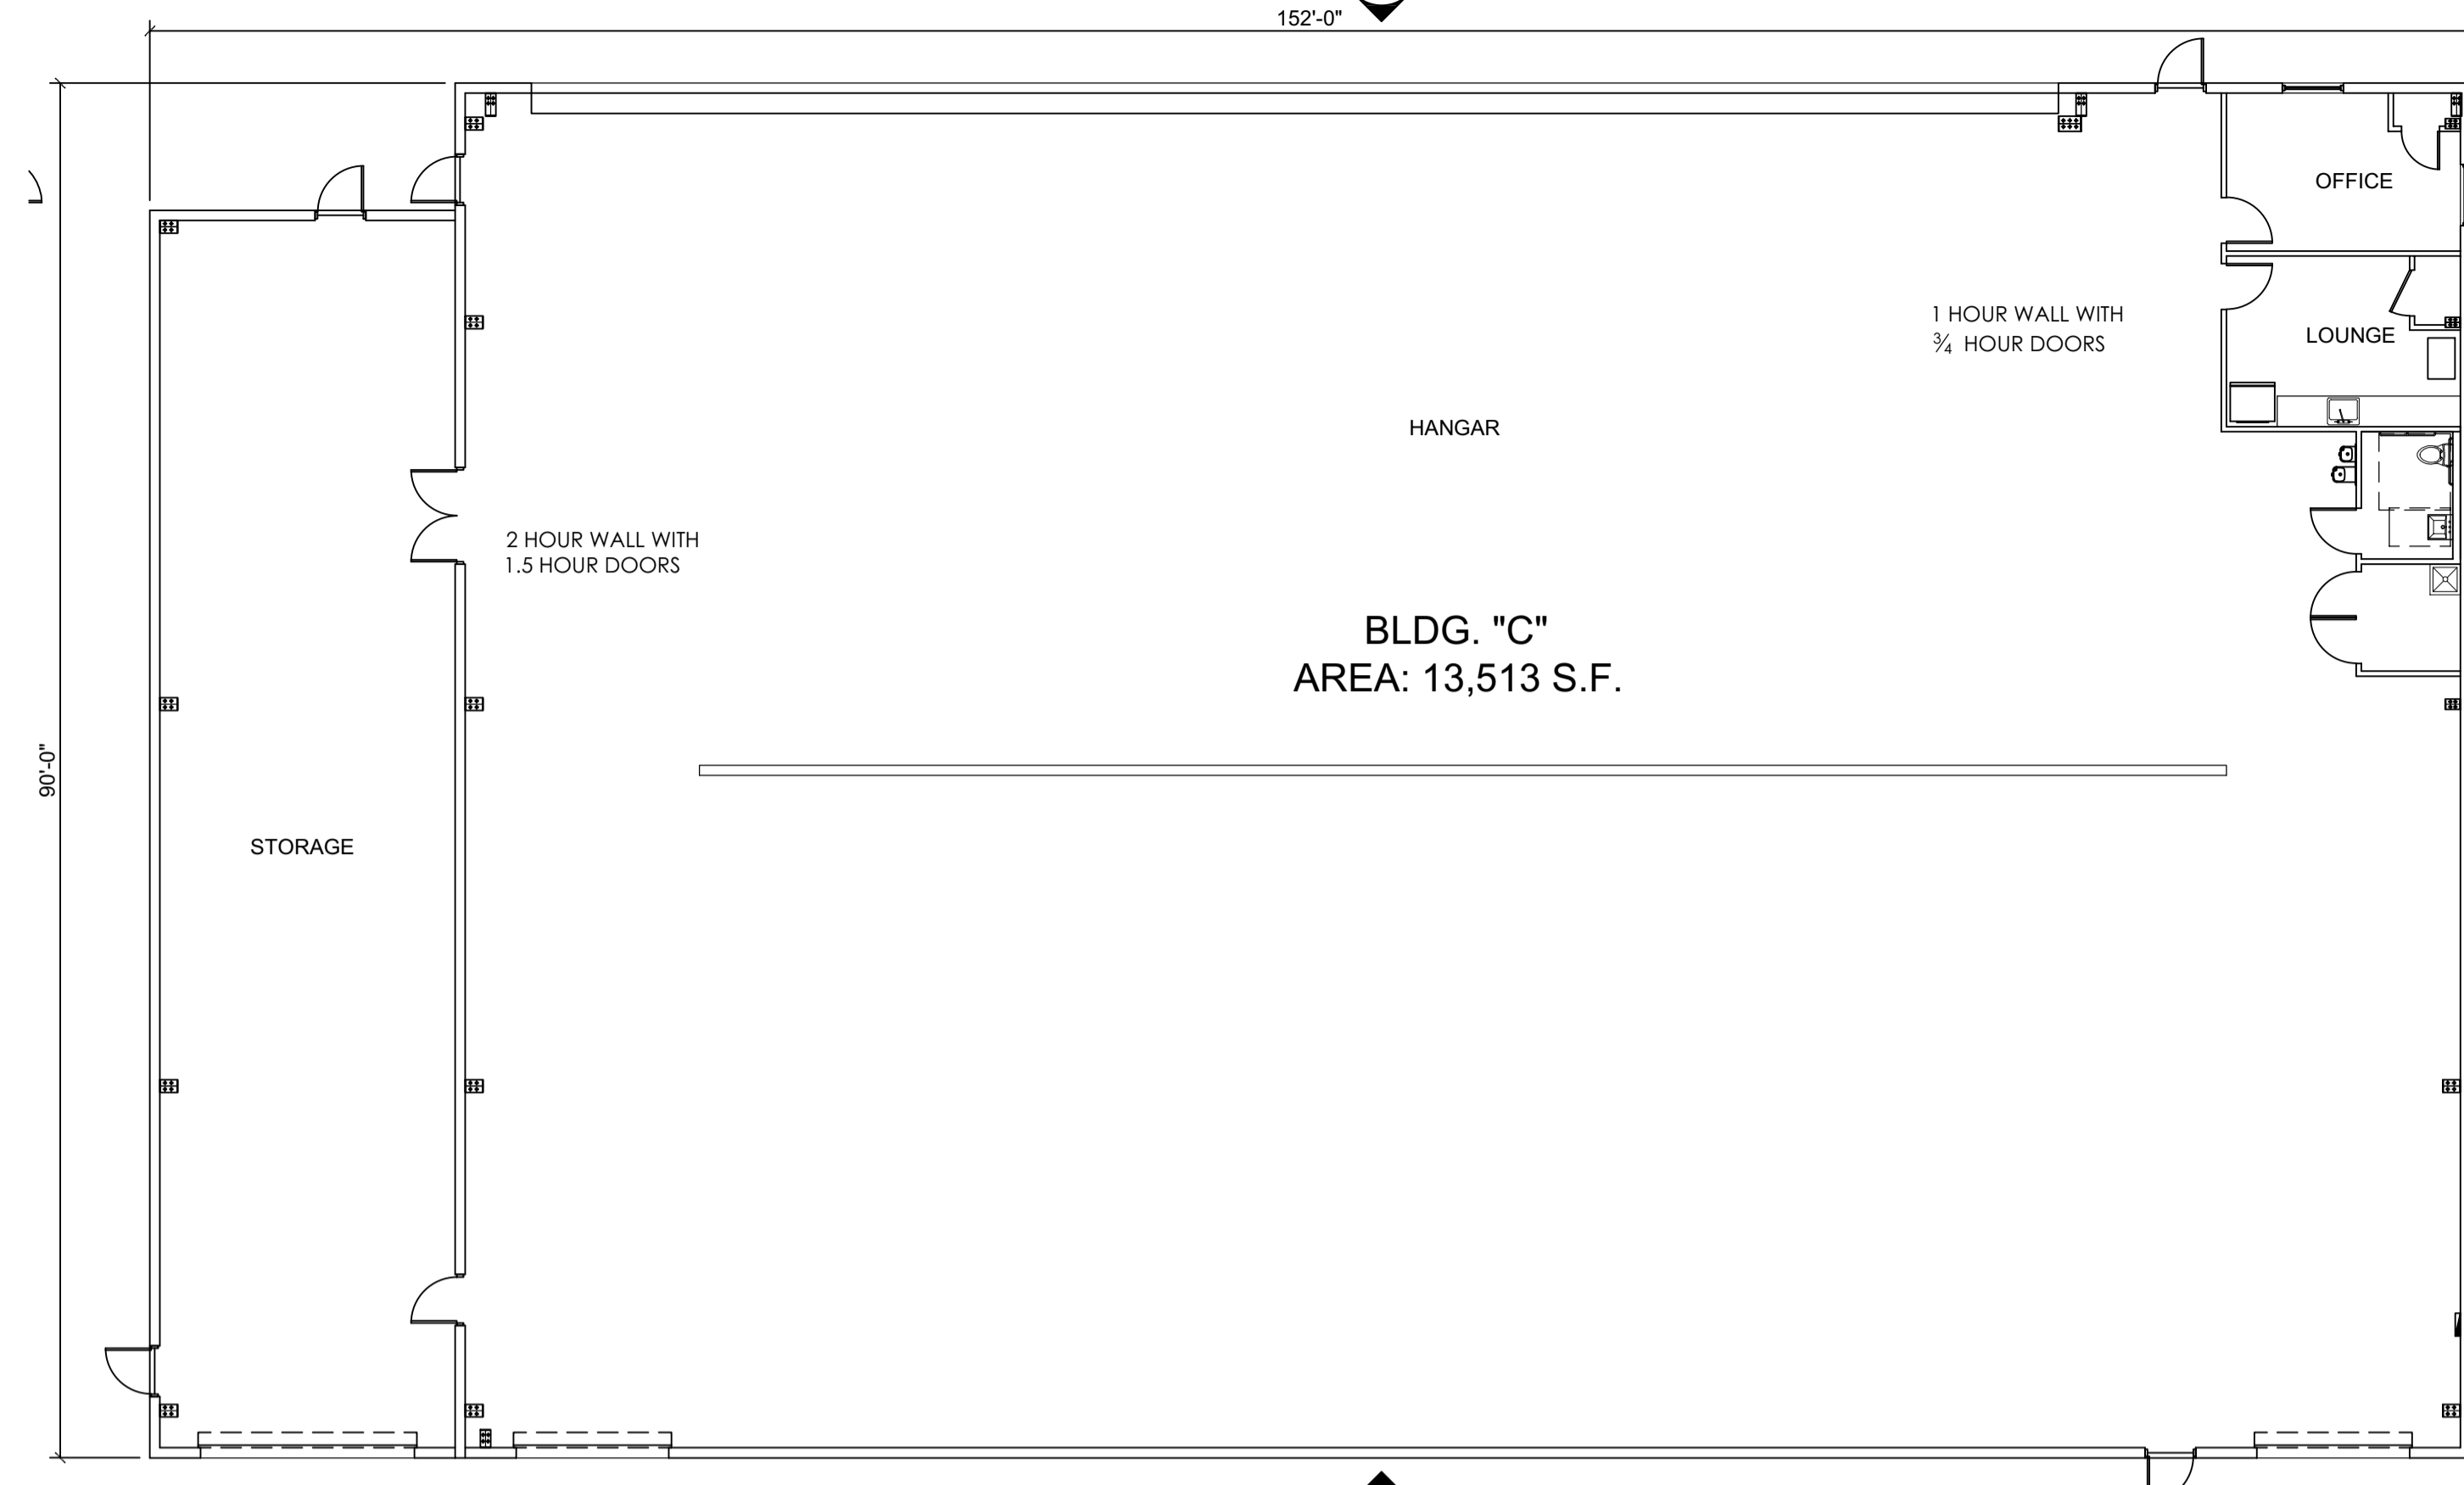 152'-0"
OFFICE
1 HOUR WALL WITH
¾ HOUR DOORS
LOUNGE
HANGAR
2 HOUR WALL WITH
1.5 HOUR DOORS
BLDG. "C"
AREA: 13,513 S.F.
90'-0"
STORAGE